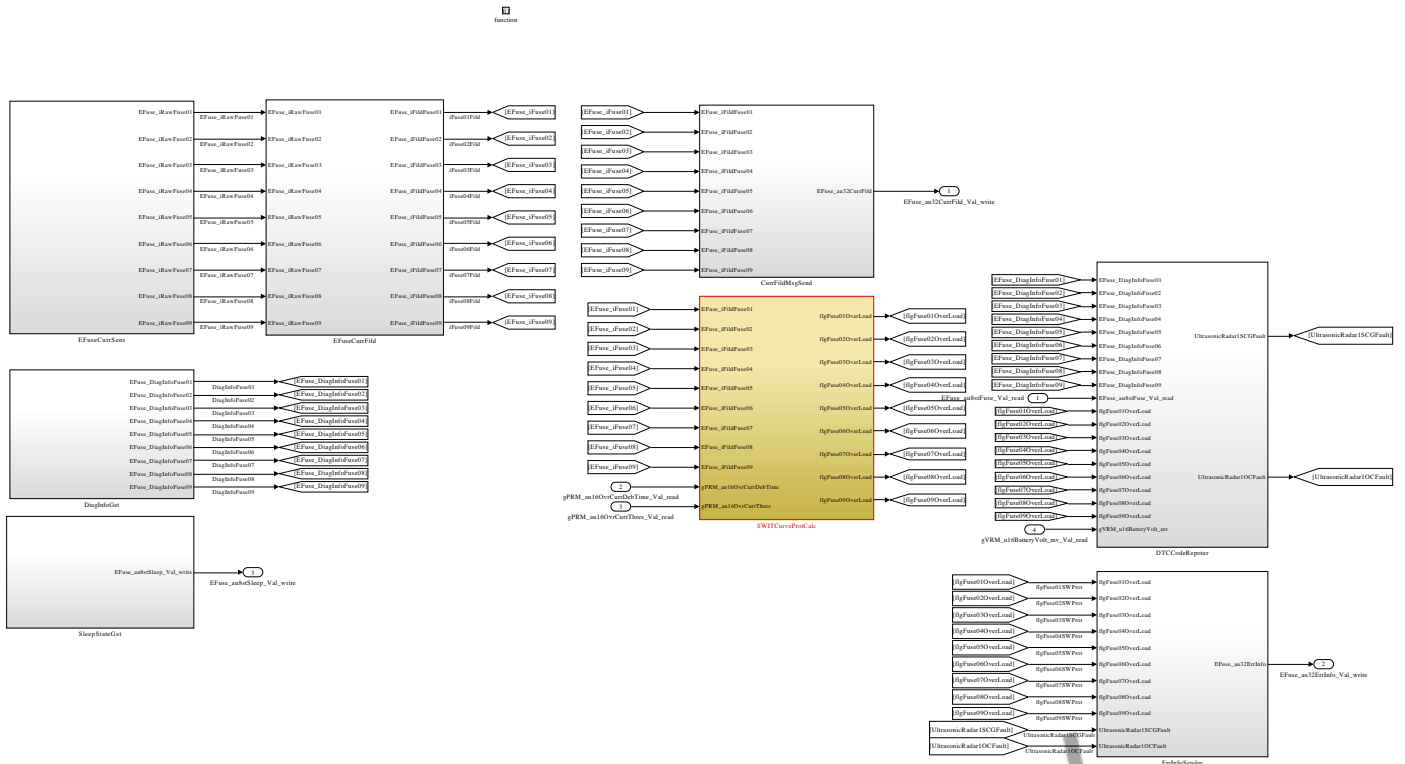 function
EFuse_iRawFuse01
EFuse_iRawFuse02
EFuse_iRawFuse03
EFuse_iRawFuse04
EFuse_iRawFuse05
EFuse_iRawFuse06
EFuse_iRawFuse07
EFuse_iRawFuse08
EFuse_iRawFuse09
EFuseCurrSens
EFuse_iRawFuse01
EFuse_iRawFuse02
EFuse_iRawFuse03
EFuse_iRawFuse04
EFuse_iRawFuse05
EFuse_iRawFuse06
EFuse_iRawFuse07
EFuse_iRawFuse08
EFuse_iRawFuse09
EFuse_iRawFuse01
EFuse_iRawFuse02
EFuse_iRawFuse03
EFuse_iRawFuse04
EFuse_iRawFuse05
EFuse_iRawFuse06
EFuse_iRawFuse07
EFuse_iRawFuse08
EFuse_iRawFuse09
EFuse_iFildFuse01
EFuse_iFildFuse02
EFuse_iFildFuse03
EFuse_iFildFuse04
EFuse_iFildFuse05
EFuse_iFildFuse06
EFuse_iFildFuse07
EFuse_iFildFuse08
EFuse_iFildFuse09
EFuseCurrFild
iFuse01Fild
iFuse02Fild
iFuse03Fild
iFuse04Fild
iFuse05Fild
iFuse06Fild
iFuse07Fild
iFuse08Fild
iFuse09Fild
[EFuse_iFuse01]
[EFuse_iFuse02]
[EFuse_iFuse03]
[EFuse_iFuse04]
[EFuse_iFuse05]
[EFuse_iFuse06]
[EFuse_iFuse07]
[EFuse_iFuse08]
[EFuse_iFuse09]
EFuse_DiagInfoFuse01
EFuse_DiagInfoFuse02
EFuse_DiagInfoFuse03
EFuse_DiagInfoFuse04
EFuse_DiagInfoFuse05
EFuse_DiagInfoFuse06
EFuse_DiagInfoFuse07
EFuse_DiagInfoFuse08
EFuse_DiagInfoFuse09
DiagInfoGet
DiagInfoFuse01
DiagInfoFuse02
DiagInfoFuse03
DiagInfoFuse04
DiagInfoFuse05
DiagInfoFuse06
DiagInfoFuse07
DiagInfoFuse08
DiagInfoFuse09
[EFuse_DiagInfoFuse01]
[EFuse_DiagInfoFuse02]
[EFuse_DiagInfoFuse03]
[EFuse_DiagInfoFuse04]
[EFuse_DiagInfoFuse05]
[EFuse_DiagInfoFuse06]
[EFuse_DiagInfoFuse07]
[EFuse_DiagInfoFuse08]
[EFuse_DiagInfoFuse09]
EFuse_au8stSleep_Val_write
SleepStateGet
3
EFuse_au8stSleep_Val_write
[EFuse_iFuse01]
[EFuse_iFuse02]
[EFuse_iFuse03]
[EFuse_iFuse04]
[EFuse_iFuse05]
[EFuse_iFuse06]
[EFuse_iFuse07]
[EFuse_iFuse08]
[EFuse_iFuse09]
EFuse_iFildFuse01
EFuse_iFildFuse02
EFuse_iFildFuse03
EFuse_iFildFuse04
EFuse_iFildFuse05
EFuse_iFildFuse06
EFuse_iFildFuse07
EFuse_iFildFuse08
EFuse_iFildFuse09
EFuse_au32CurrFild
CurrFildMsgSend
1
EFuse_au32CurrFild_Val_write
[EFuse_iFuse01]
[EFuse_iFuse02]
[EFuse_iFuse03]
[EFuse_iFuse04]
[EFuse_iFuse05]
[EFuse_iFuse06]
[EFuse_iFuse07]
[EFuse_iFuse08]
[EFuse_iFuse09]
2
gPRM_au16OvrCurrDebTime_Val_read
3
gPRM_au16OvrCurrThres_Val_read
EFuse_iFildFuse01
EFuse_iFildFuse02
EFuse_iFildFuse03
EFuse_iFildFuse04
EFuse_iFildFuse05
EFuse_iFildFuse06
EFuse_iFildFuse07
EFuse_iFildFuse08
EFuse_iFildFuse09
gPRM_au16OvrCurrDebTime
gPRM_au16OvrCurrThres
flgFuse01OverLoad
flgFuse02OverLoad
flgFuse03OverLoad
flgFuse04OverLoad
flgFuse05OverLoad
flgFuse06OverLoad
flgFuse07OverLoad
flgFuse08OverLoad
flgFuse09OverLoad
SWITCurveProtCalc
[flgFuse01OverLoad]
[flgFuse02OverLoad]
[flgFuse03OverLoad]
[flgFuse04OverLoad]
[flgFuse05OverLoad]
[flgFuse06OverLoad]
[flgFuse07OverLoad]
[flgFuse08OverLoad]
[flgFuse09OverLoad]
[EFuse_DiagInfoFuse01]
[EFuse_DiagInfoFuse02]
[EFuse_DiagInfoFuse03]
[EFuse_DiagInfoFuse04]
[EFuse_DiagInfoFuse05]
[EFuse_DiagInfoFuse06]
[EFuse_DiagInfoFuse07]
[EFuse_DiagInfoFuse08]
[EFuse_DiagInfoFuse09]
EFuse_au8stFuse_Val_read
1
[flgFuse01OverLoad]
[flgFuse02OverLoad]
[flgFuse03OverLoad]
[flgFuse04OverLoad]
[flgFuse05OverLoad]
[flgFuse06OverLoad]
[flgFuse07OverLoad]
[flgFuse08OverLoad]
[flgFuse09OverLoad]
4
gVRM_u16BatteryVolt_mv_Val_read
EFuse_DiagInfoFuse01
EFuse_DiagInfoFuse02
EFuse_DiagInfoFuse03
EFuse_DiagInfoFuse04
EFuse_DiagInfoFuse05
EFuse_DiagInfoFuse06
EFuse_DiagInfoFuse07
EFuse_DiagInfoFuse08
EFuse_DiagInfoFuse09
EFuse_au8stFuse_Val_read
flgFuse01OverLoad
flgFuse02OverLoad
flgFuse03OverLoad
flgFuse04OverLoad
flgFuse05OverLoad
flgFuse06OverLoad
flgFuse07OverLoad
flgFuse08OverLoad
flgFuse09OverLoad
gVRM_u16BatteryVolt_mv
UltrasonicRadar1SCGFault
UltrasonicRadar1OCFault
DTCCodeRepoter
[UltrasonicRadar1SCGFault]
[UltrasonicRadar1OCFault]
[flgFuse01OverLoad]
[flgFuse02OverLoad]
[flgFuse03OverLoad]
[flgFuse04OverLoad]
[flgFuse05OverLoad]
[flgFuse06OverLoad]
[flgFuse07OverLoad]
[flgFuse08OverLoad]
[flgFuse09OverLoad]
[UltrasonicRadar1SCGFault]
[UltrasonicRadar1OCFault]
flgFuse01SWProt
flgFuse02SWProt
flgFuse03SWProt
flgFuse04SWProt
flgFuse05SWProt
flgFuse06SWProt
flgFuse07SWProt
flgFuse08SWProt
flgFuse09SWProt
UltrasonicRadar1SCGFault
UltrasonicRadar1OCFault
flgFuse01OverLoad
flgFuse02OverLoad
flgFuse03OverLoad
flgFuse04OverLoad
flgFuse05OverLoad
flgFuse06OverLoad
flgFuse07OverLoad
flgFuse08OverLoad
flgFuse09OverLoad
UltrasonicRadar1SCGFault
UltrasonicRadar1OCFault
EFuse_au32ErrInfo
ErrInfoSender
2
EFuse_au32ErrInfo_Val_write